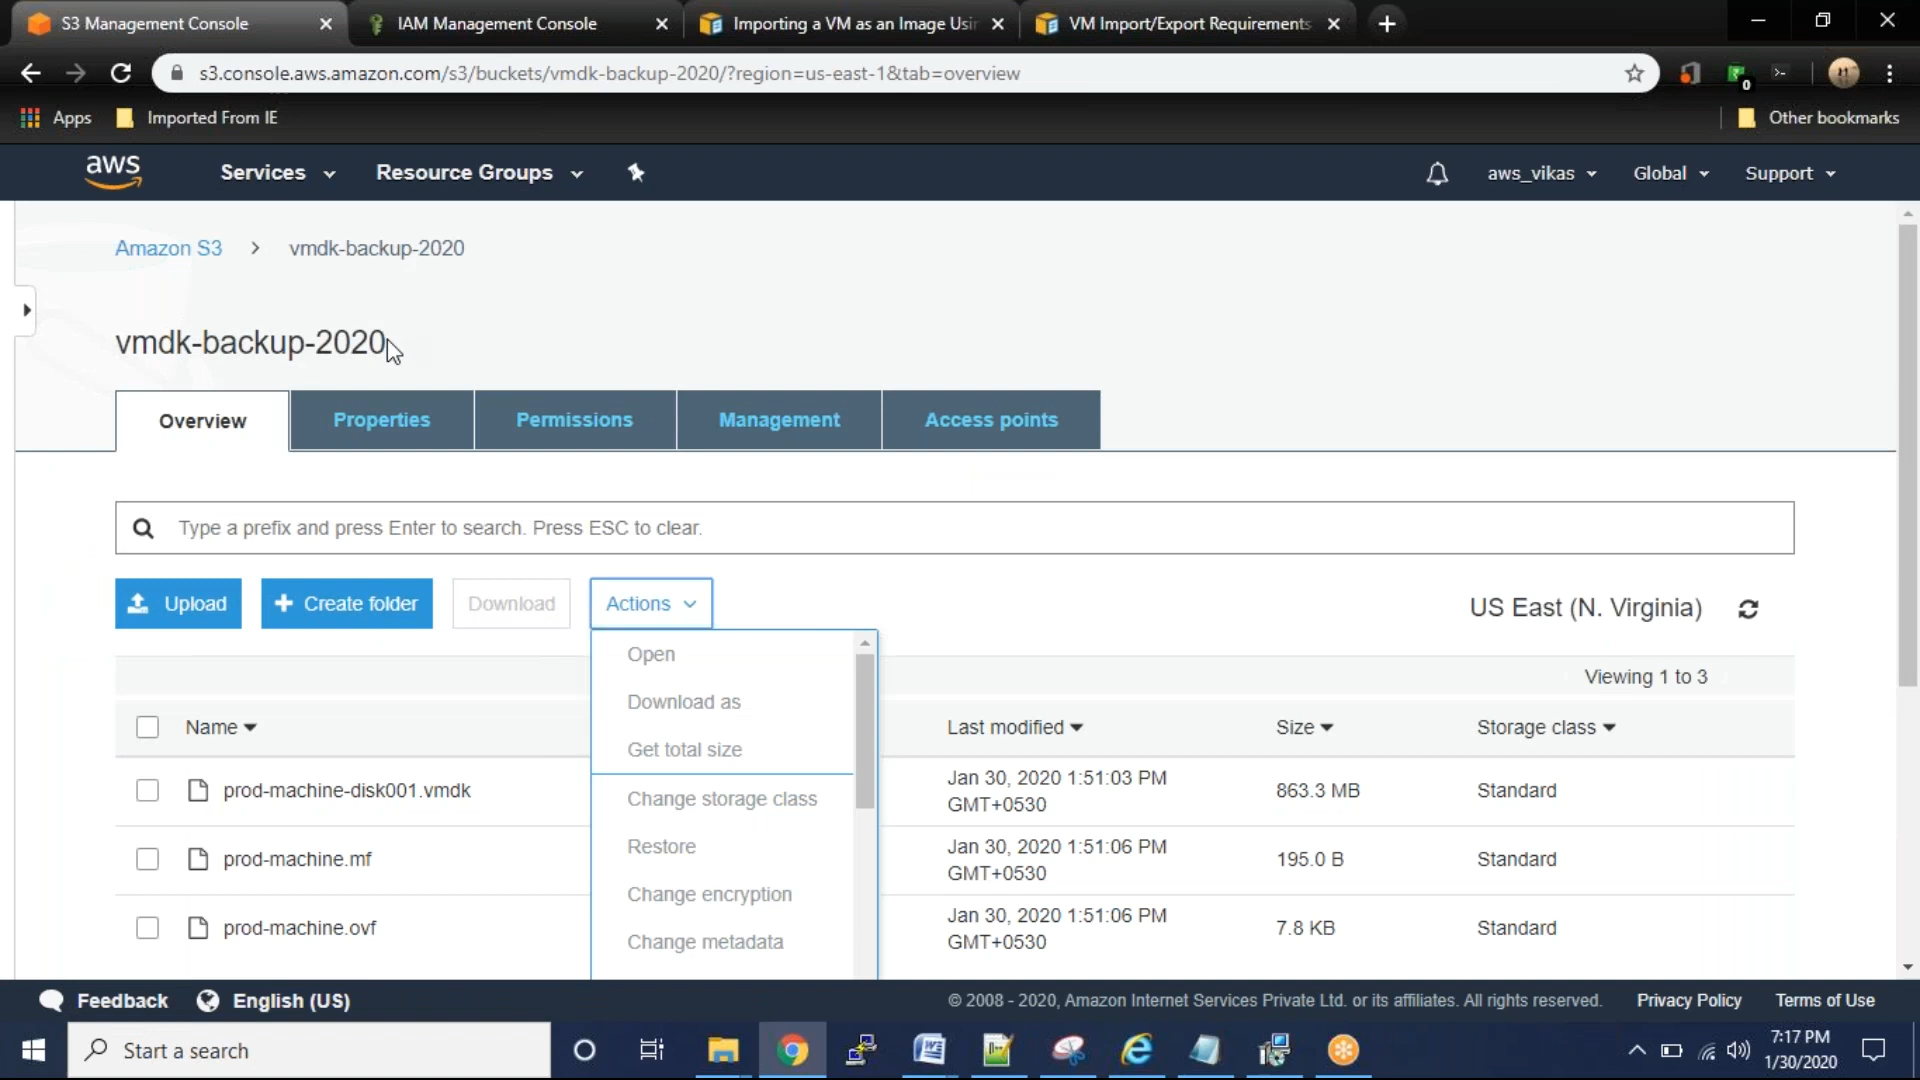 S3 Management Console
IAM Management Console
Importing a VM as an Image Usin
VM Import/Export Requirements
s3.console.aws.amazon.com/s3/buckets/vmdk-backup-2020/?region=us-east-1&tab=overview
0
Apps
Imported From IE
Other bookmarks
aws
Services
Resource Groups
aws_vikas
Global
Support
Amazon S3 > vmdk-backup-2020
vmdk-backup-2020
Overview
Properties
Permissions
Management
Access points
Type a prefix and press Enter to search. Press ESC to clear.
Upload
+ Create folder
Download
Actions
US East (N. Virginia)
Open
Download as
Get total size
Change storage class
Restore
Change encryption
Change metadata
Viewing 1 to 3
Name
Last modified
Size
Storage class
prod-machine-disk001.vmdk
Jan 30, 2020 1:51:03 PM
GMT+0530
863.3 MB
Standard
prod-machine.mf
Jan 30, 2020 1:51:06 PM
GMT+0530
195.0 B
Standard
prod-machine.ovf
Jan 30, 2020 1:51:06 PM
GMT+0530
7.8 KB
Standard
Feedback
English (US)
© 2008 - 2020, Amazon Internet Services Private Ltd. or its affiliates. All rights reserved.
Privacy Policy
Terms of Use
Start a search
7:17 PM
1/30/2020